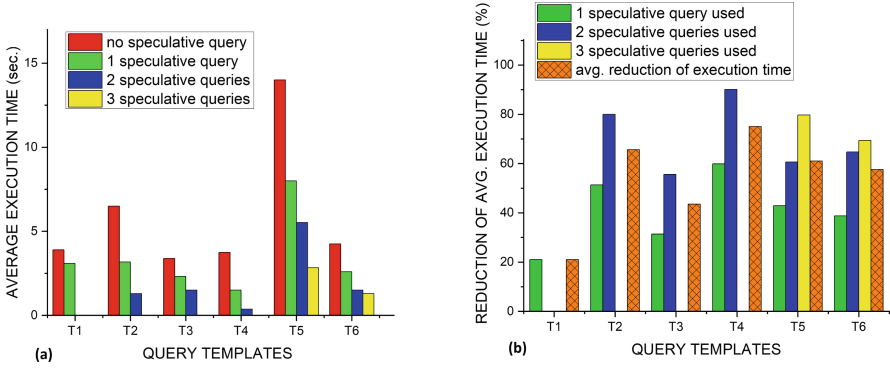 no speculative query
1 speculative query
2 speculative queries
3 speculative queries
AVERAGE EXECUTION TIME (sec.)
15
10
5
0
T1 T2 T3 T4 T5 T6
QUERY TEMPLATES
(a)
1 speculative query used
2 speculative queries used
3 speculative queries used
avg. reduction of execution time
REDUCTION OF AVG. EXECUTION TIME (%)
100
80
60
40
20
0
T1 T2 T3 T4 T5 T6
QUERY TEMPLATES
(b)